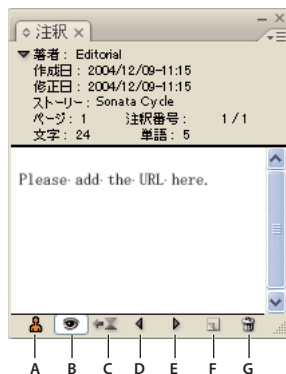 注釈
著者： Editorial
作成日：2004/12/09-11:15
修正日：2004/12/09-11:15
ストーリー：Sonata Cycle
ページ：1 注釈番号： 1/1
文字：24 単語：5
Please add the URL here.
A B C D E F G